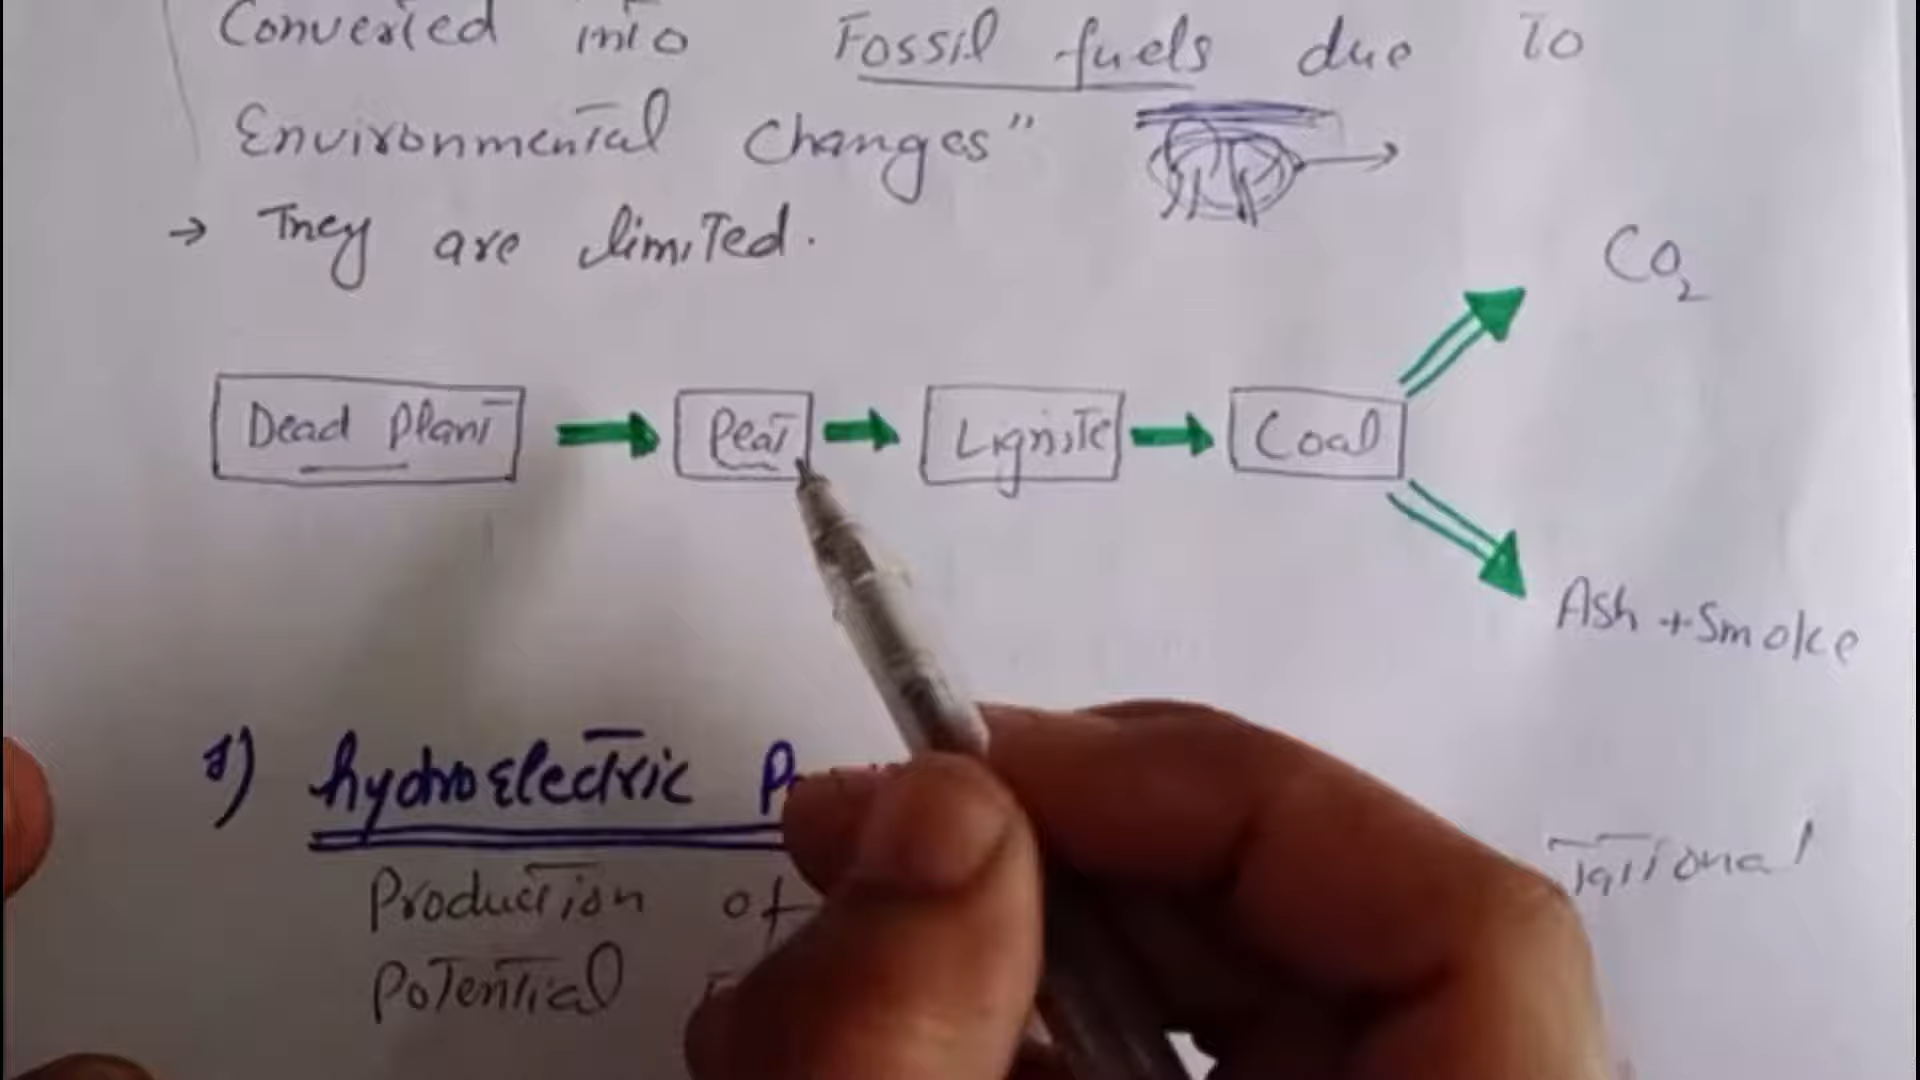 Converted into Fossil fuels due To
Environmental Changes"
→ They are limited.
CO2
Dead Plant Peat Lignite Coal
Ash + Smoke
hydroelectric
Production of
Potential